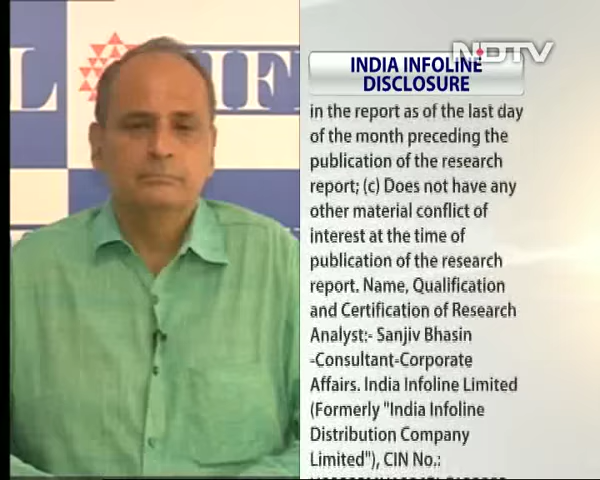 NDTV
INDIA INFOLINE
DISCLOSURE
in the report as of the last day
of the month preceding the
publication of the research
report; (c) Does not have any
other material conflict of
interest at the time of
publication of the research
report. Name, Qualification
and Certification of Research
Analyst:- Sanjiv Bhasin
-Consultant-Corporate
Affairs. India Infoline Limited
(Formerly "India Infoline
Distribution Company
Limited"), CIN No.:
L
IIFL